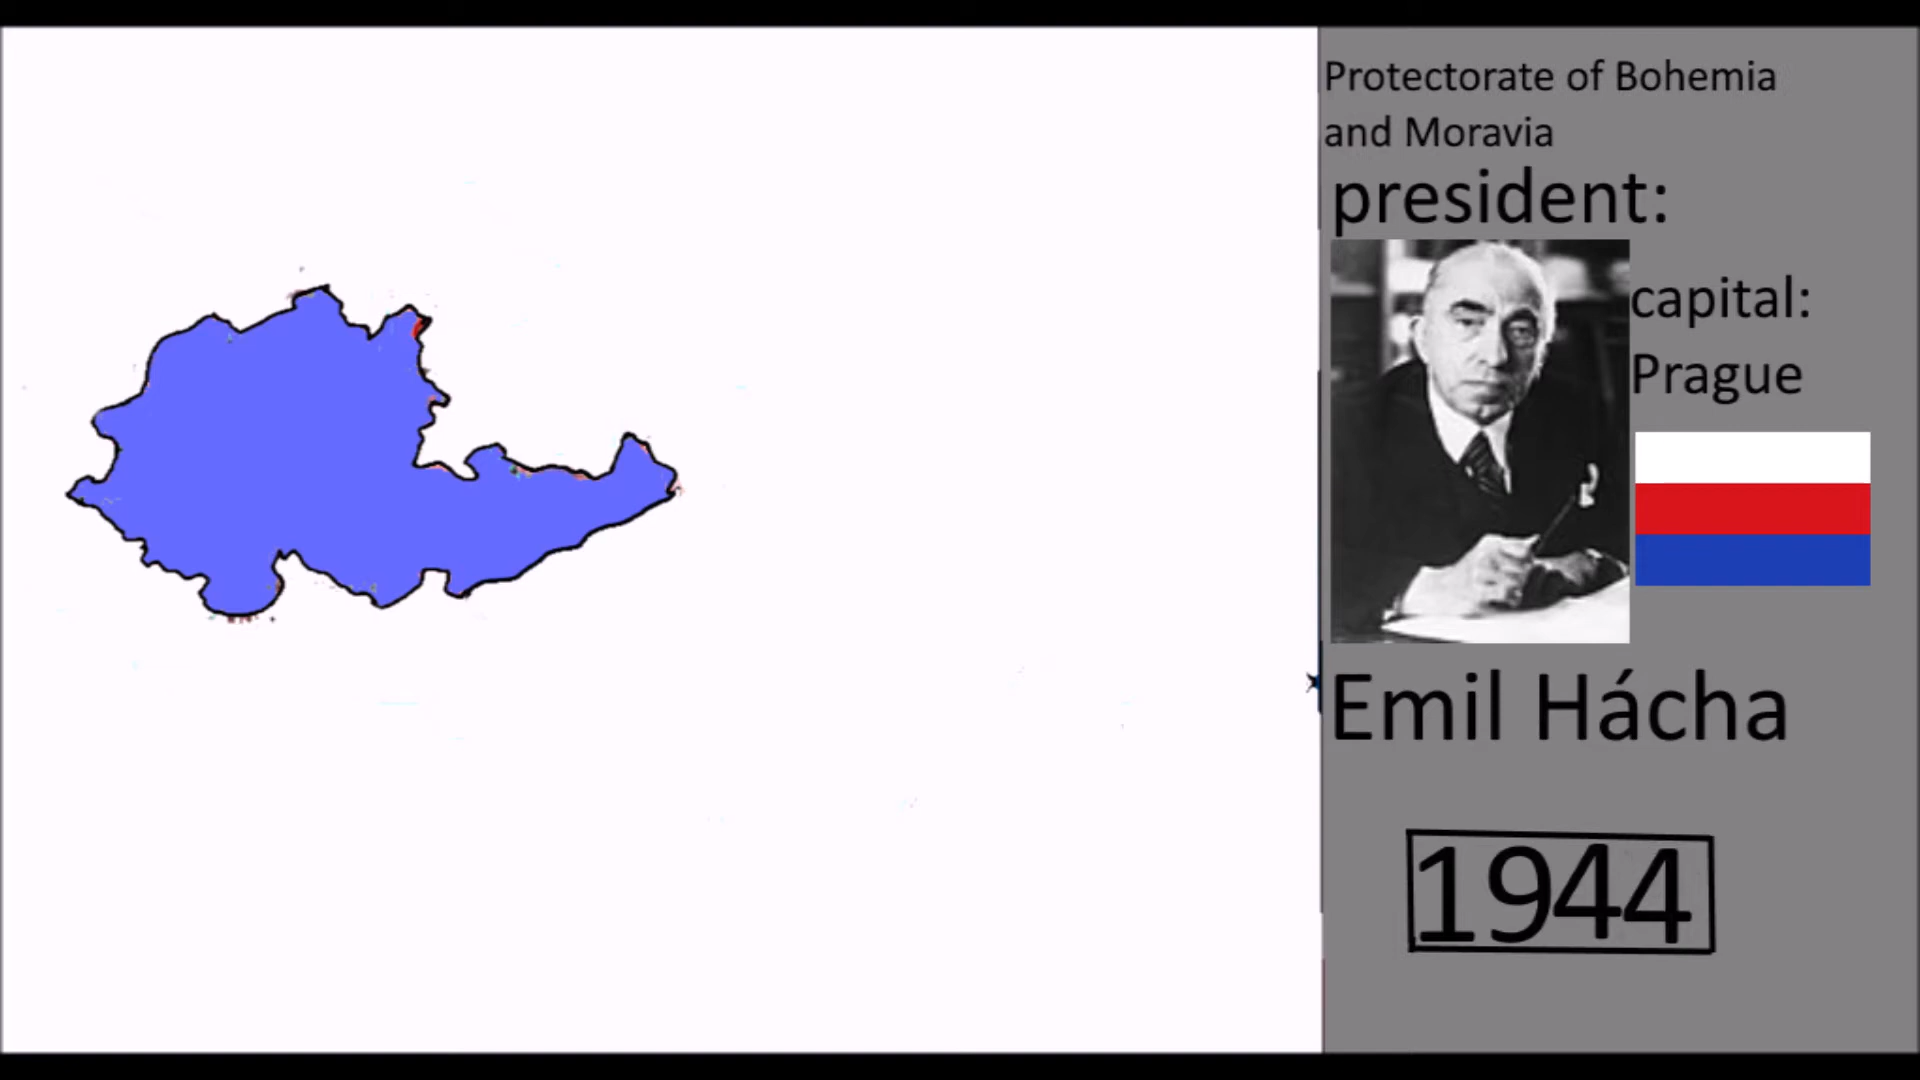 Protectorate of Bohemia
and Moravia
president:
capital:
Prague
Emil Hácha
1944